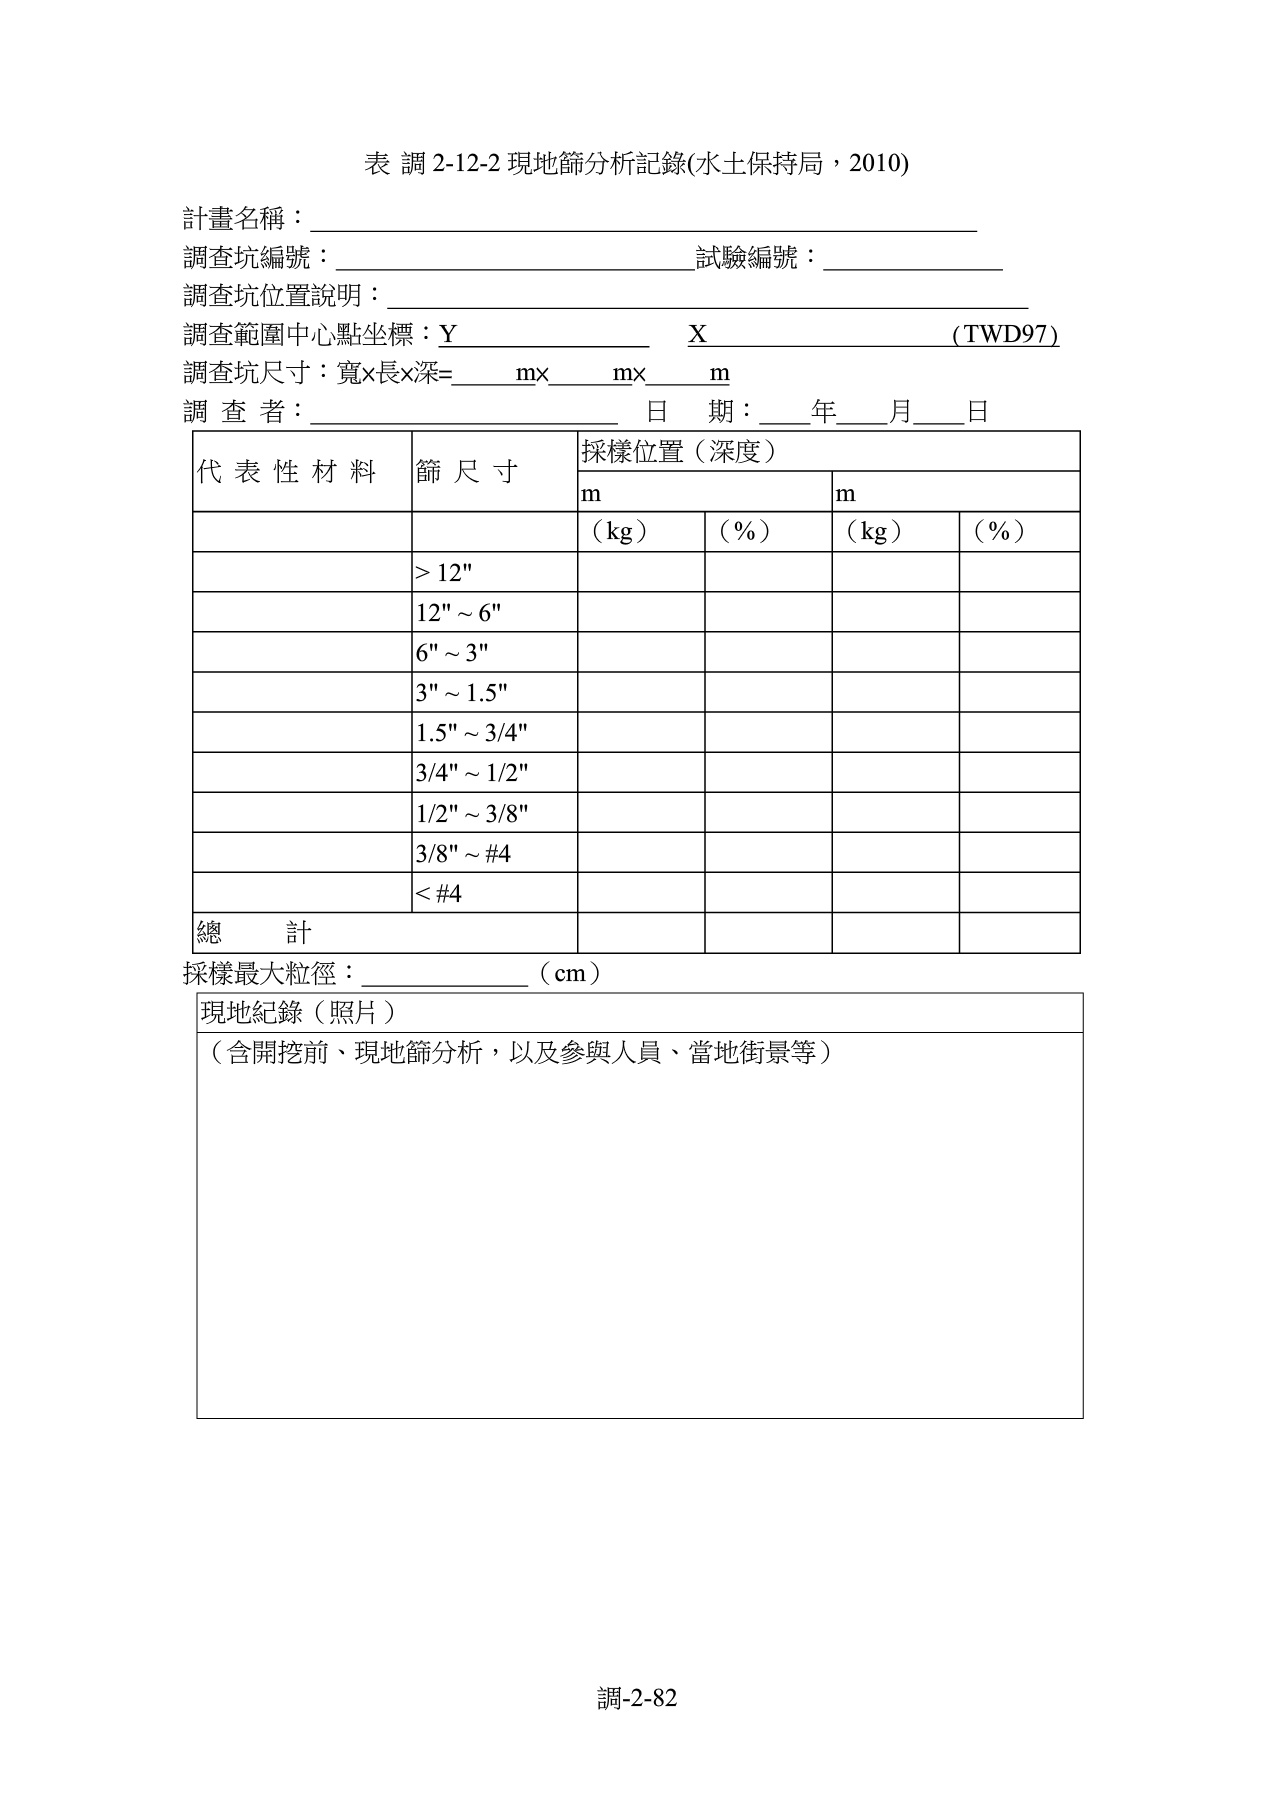 表 調 2-12-2 現地篩分析記錄(水土保持局，2010)
計畫名稱：
調查坑編號：試驗編號：
調查坑位置說明：
調查範圍中心點坐標：Y X (TWD97)
調查坑尺寸：寬×長×深= m× m× m
調 查 者： 日 期： 年 月 日
代 表 性 材 料 篩 尺 寸 採樣位置（深度）
m m
（kg） （%） （kg） （%）
> 12"
12" ~ 6"
6" ~ 3"
3" ~ 1.5"
1.5" ~ 3/4"
3/4" ~ 1/2"
1/2" ~ 3/8"
3/8" ~ #4
< #4
總 計
採樣最大粒徑： （cm）
現地紀錄（照片）
（含開挖前、現地篩分析，以及參與人員、當地街景等）
調-2-82